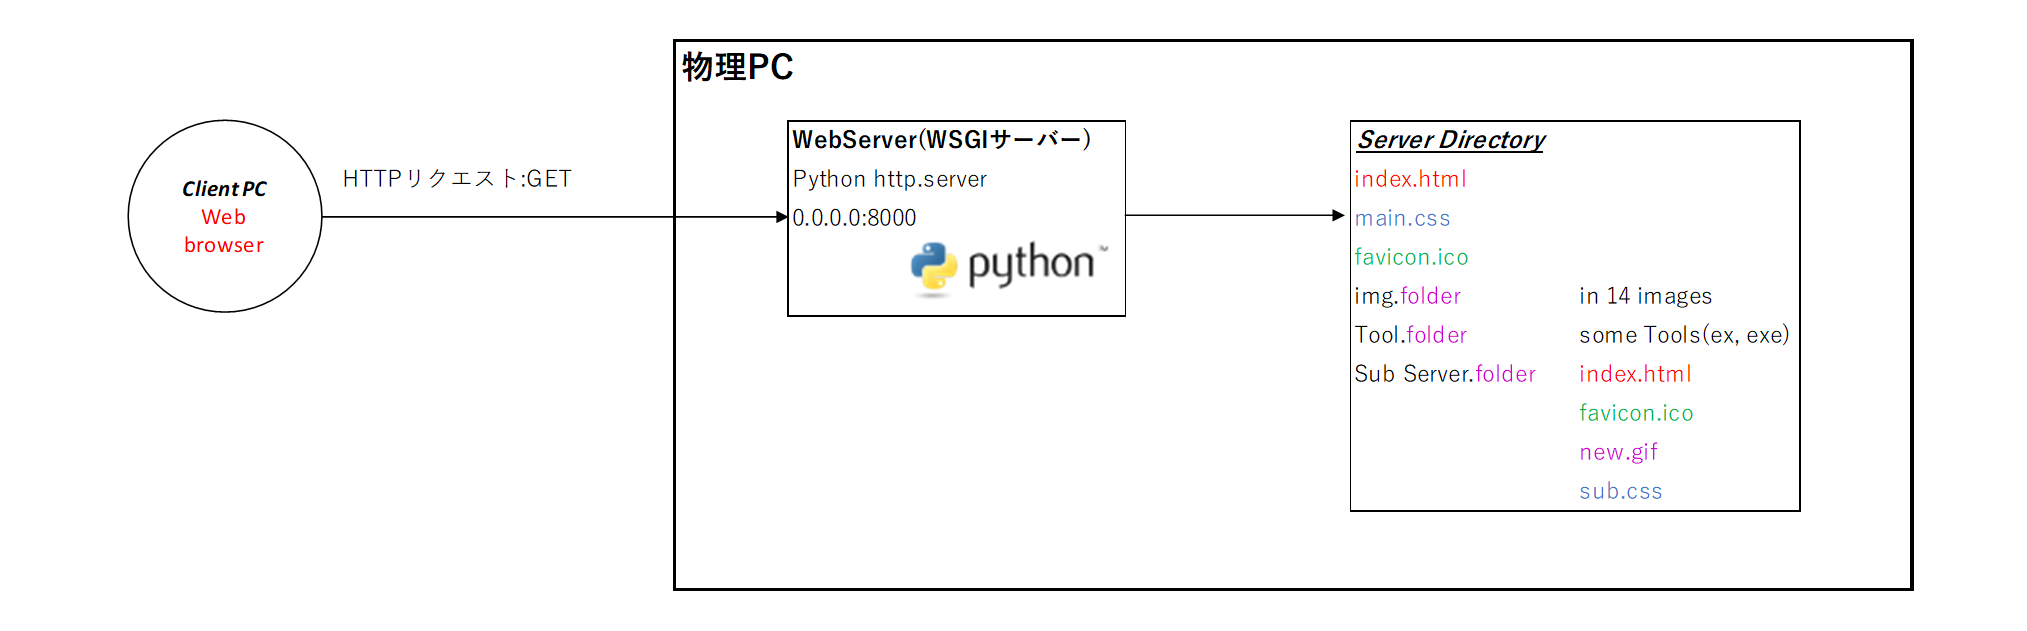 物理PC
Client PC
Web
browser
HTTPリクエスト:GET
WebServer(WSGIサーバー)
Python http.server
0.0.0.0:8000
python™
Server Directory
index.html
main.css
favicon.ico
img.folder in 14 images
Tool.folder some Tools(ex, exe)
Sub Server.folder index.html
favicon.ico
new.gif
sub.css